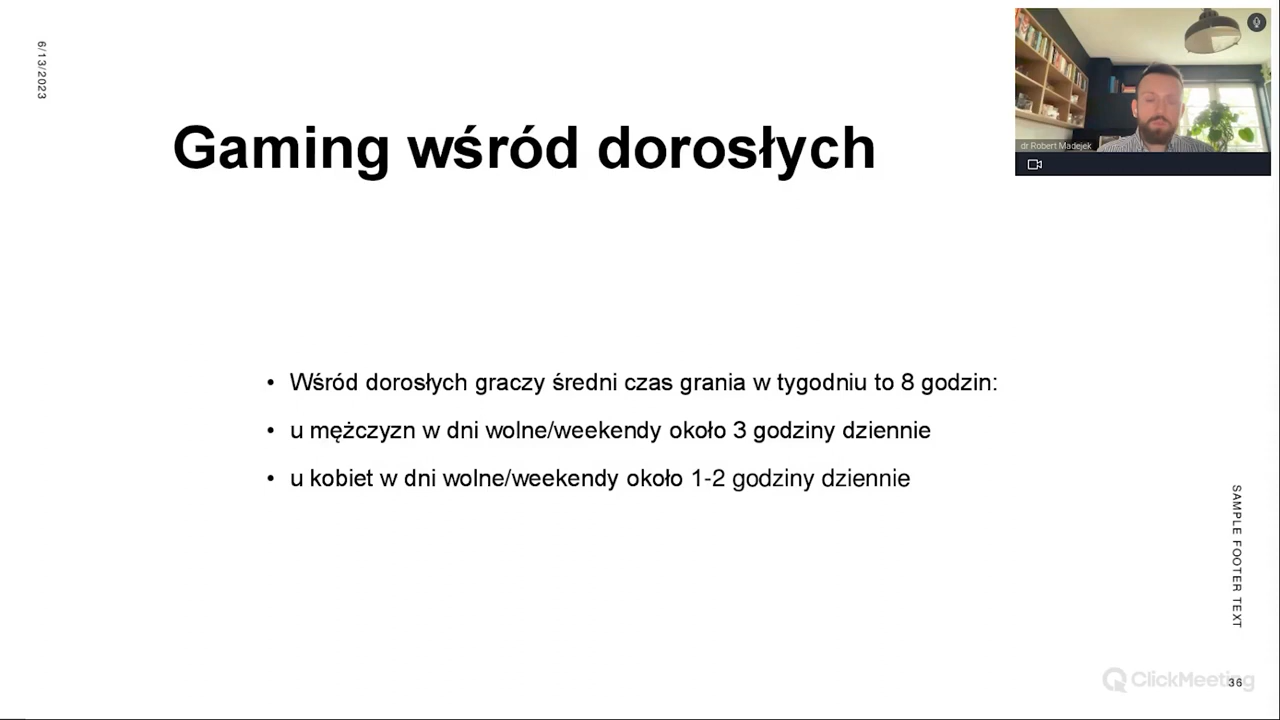 6/13/2023
Gaming wśród dorosłych
dr Robert Madejek
• Wśród dorosłych graczy średni czas grania w tygodniu to 8 godzin:
• u mężczyzn w dni wolne/weekendy około 3 godziny dziennie
• u kobiet w dni wolne/weekendy około 1-2 godziny dziennie
SAMPLE FOOTER TEXT
ClickMeeting
36